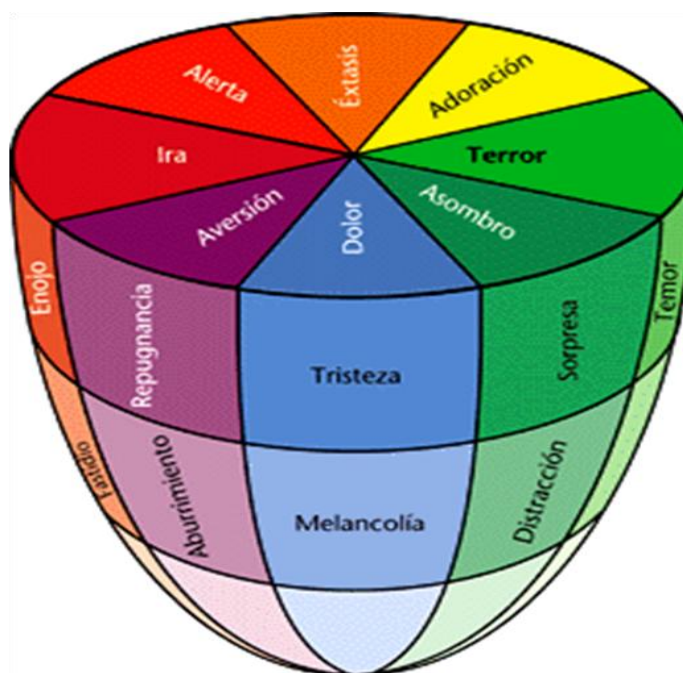 Alerta
Éxtasis
Adoración
Ira
Terror
Aversión
Dolor
Asombro
Enojo
Repugnancia
Tristeza
Sorpresa
Temor
Fastidio
Aburrimiento
Melancolía
Distracción